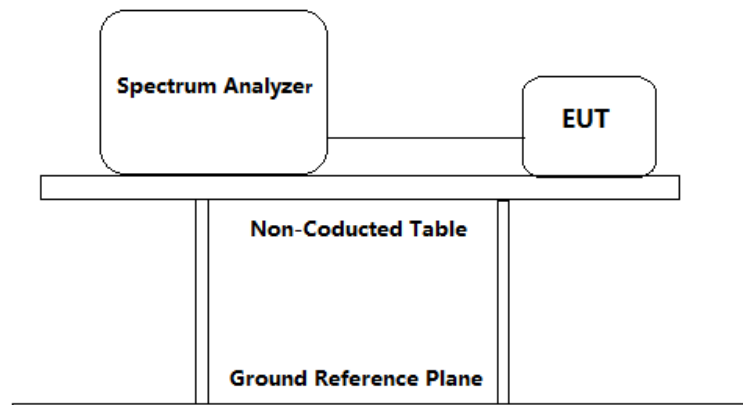 Spectrum Analyzer
EUT
Non-Coducted Table
Ground Reference Plane